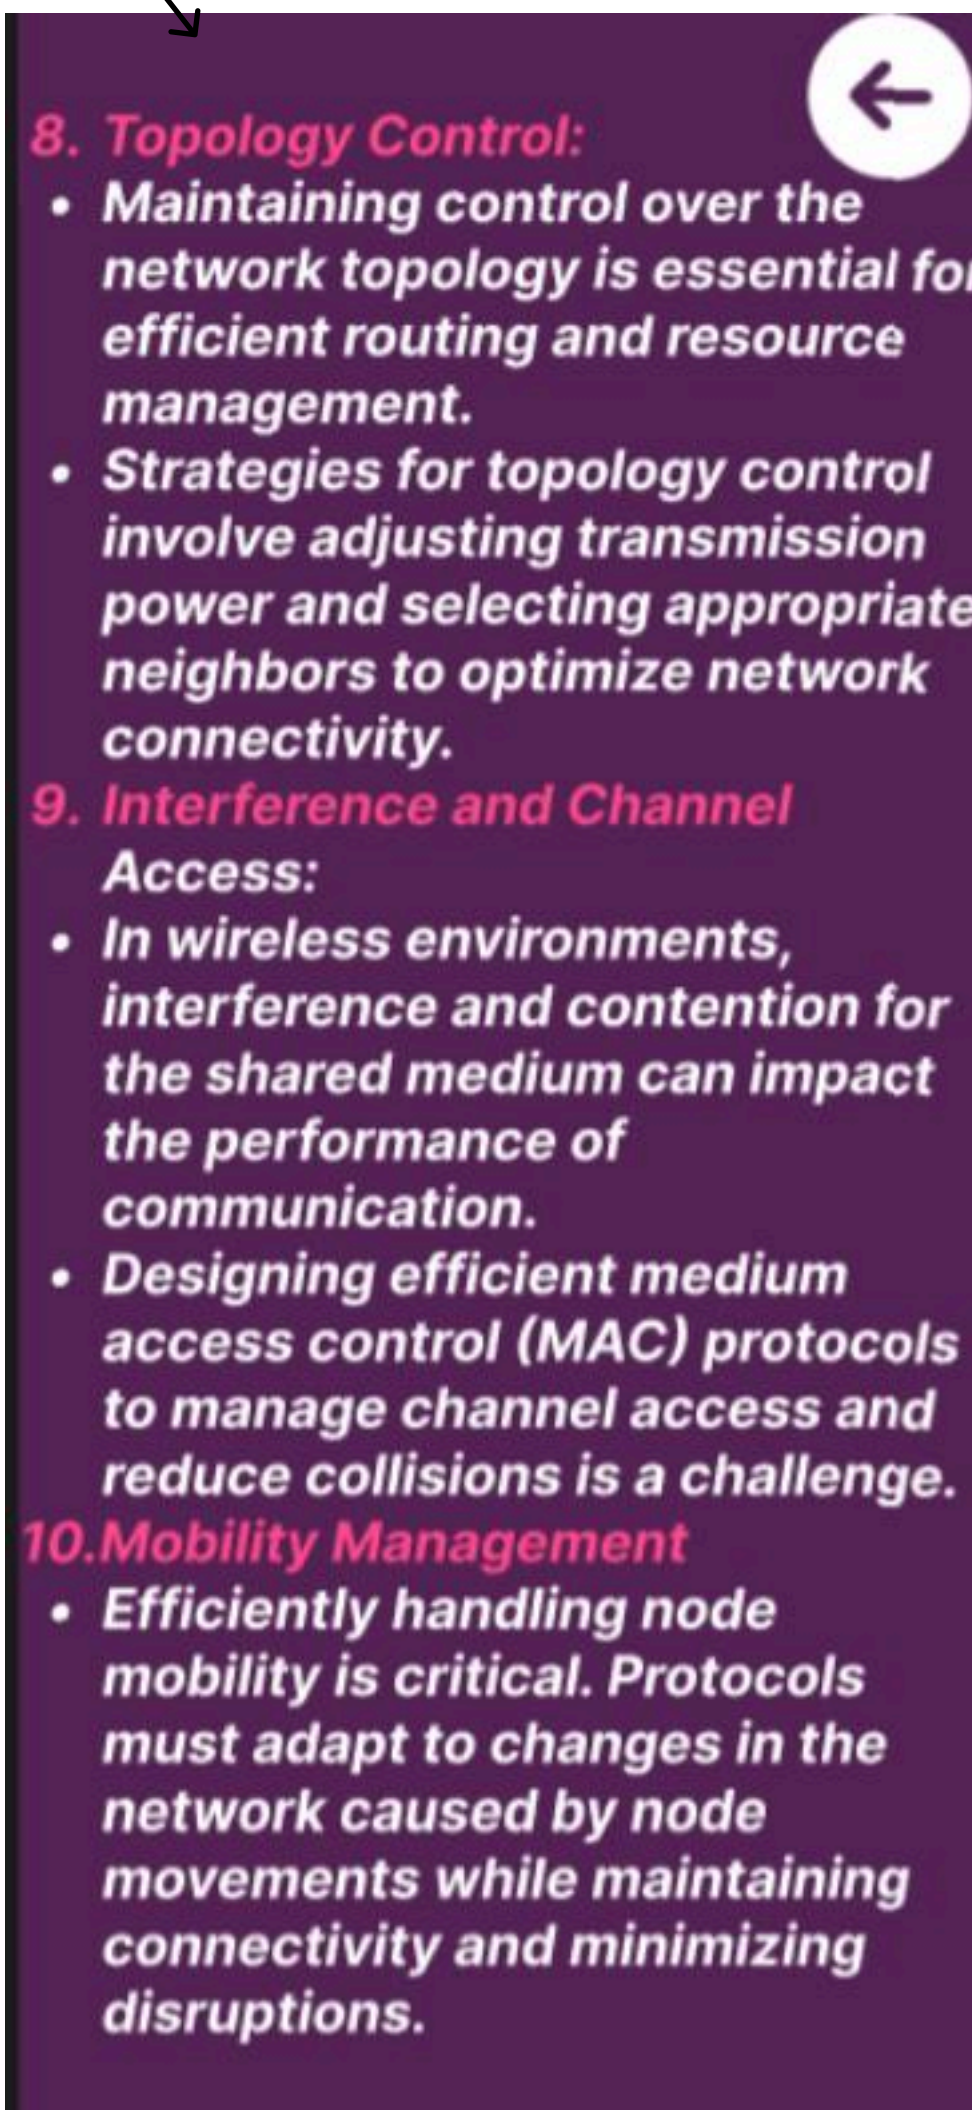 8. Topology Control:
• Maintaining control over the
network topology is essential for
efficient routing and resource
management.
• Strategies for topology control
involve adjusting transmission
power and selecting appropriate
neighbors to optimize network
connectivity.
9. Interference and Channel
Access:
• In wireless environments,
interference and contention for
the shared medium can impact
the performance of
communication.
• Designing efficient medium
access control (MAC) protocols
to manage channel access and
reduce collisions is a challenge.
10.Mobility Management
• Efficiently handling node
mobility is critical. Protocols
must adapt to changes in the
network caused by node
movements while maintaining
connectivity and minimizing
disruptions.